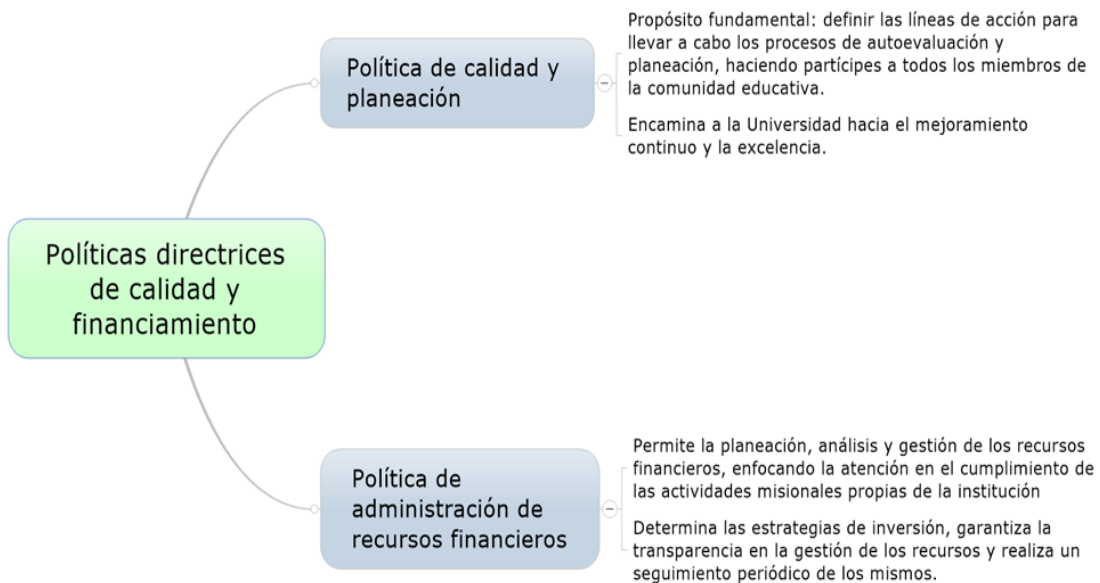 Políticas directrices
de calidad y
financiamiento
Política de calidad y
planeación
Propósito fundamental: definir las líneas de acción para
llevar a cabo los procesos de autoevaluación y
planeación, haciendo partícipes a todos los miembros de
la comunidad educativa.
Encamina a la Universidad hacia el mejoramiento
continuo y la excelencia.
Política de
administración de
recursos financieros
Permite la planeación, análisis y gestión de los recursos
financieros, enfocando la atención en el cumplimiento de
las actividades misionales propias de la institución
Determina las estrategias de inversión, garantiza la
transparencia en la gestión de los recursos y realiza un
seguimiento periódico de los mismos.